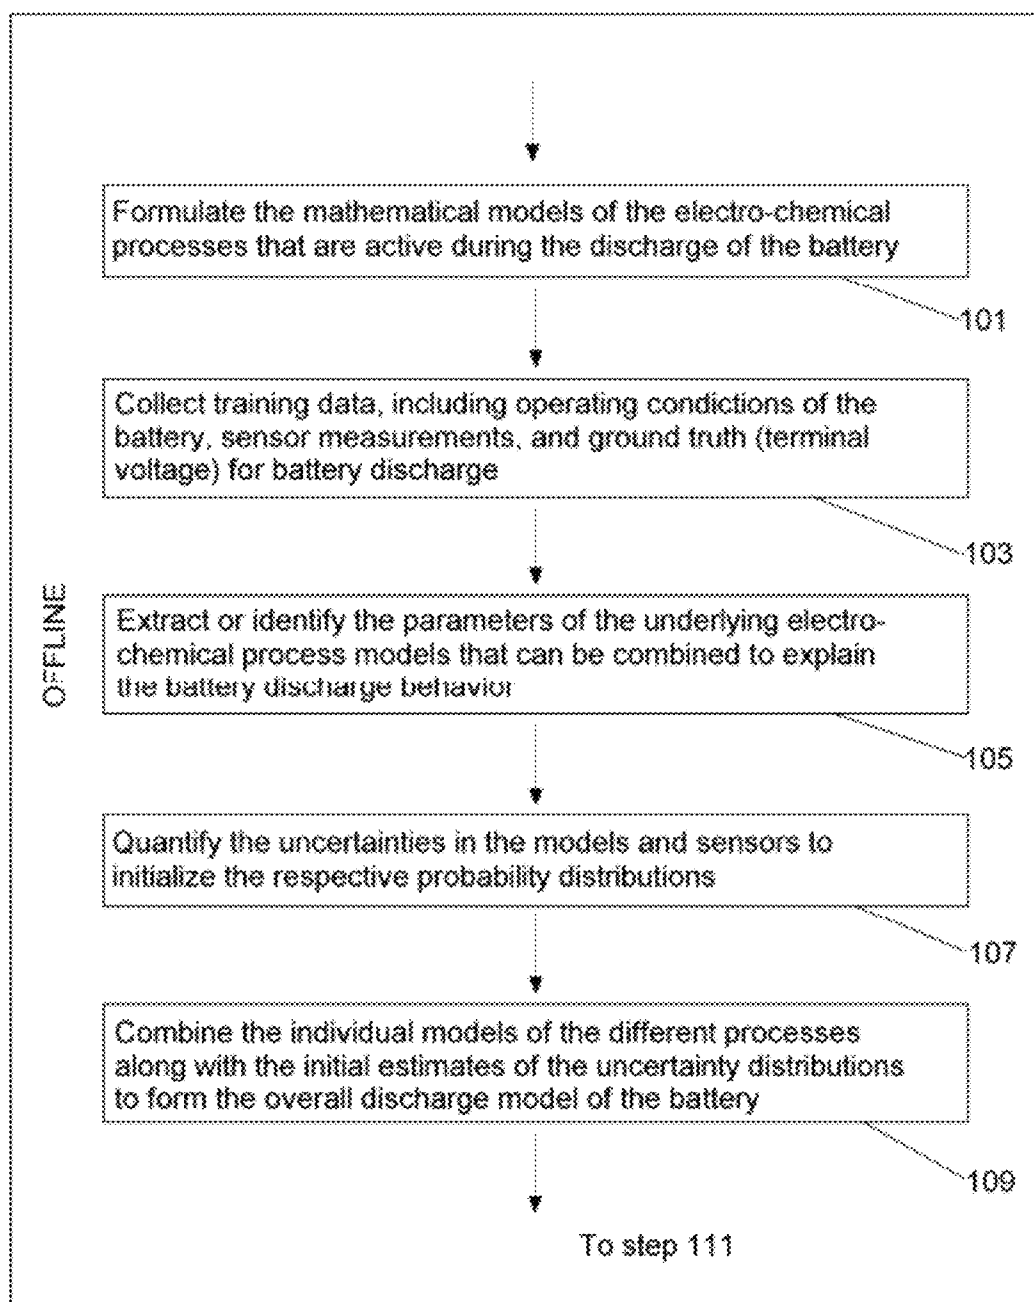 Formulate the mathematical models of the electro-chemical
processes that are active during the discharge of the battery
101
Collect training data, including operating condictions of the
battery, sensor measurements, and ground truth (terminal
voltage) for battery discharge
103
OFFLINE
Extract or identify the parameters of the underlying electro-
chemical process models that can be combined to explain
the battery discharge behavior
105
Quantify the uncertainties in the models and sensors to
initialize the respective probability distributions
107
Combine the individual models of the different processes
along with the initial estimates of the uncertainty distributions
to form the overall discharge model of the battery
109
To step 111